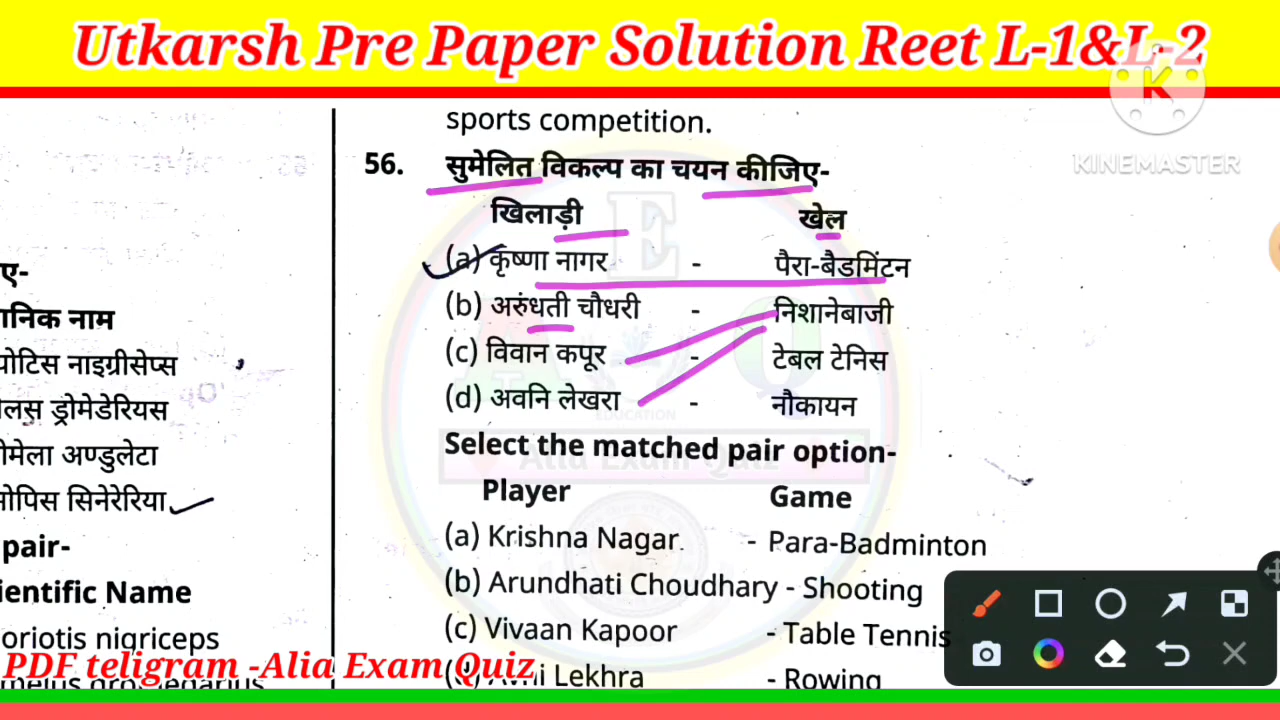 Utkarsh Pre Paper Solution Reet L-1&L-2
KINEMASTER
ए-
ानिक नाम
योटिस नाइग्रीसेप्स
लस ड्रोमेडेरियस
मेला अण्डुलेटा
सोपिस सिनेरेरिया
pair-
ientific Name
oriotis nigriceps
sports competition.
56. सुमेलित विकल्प का चयन कीजिए-
खिलाड़ी खेल
(a) कृष्णा नागर - पैरा-बैडमिंटन
(b) अरुंधती चौधरी - निशानेबाजी
(c) विवान कपूर - टेबल टेनिस
(d) अवनि लेखरा - नौकायन
Select the matched pair option-
Player Game
(a) Krishna Nagar - Para-Badminton
(b) Arundhati Choudhary - Shooting
(c) Vivaan Kapoor - Table Tennis
(d) Avni Lekhra - Rowing
PDF teligram -Alia Exam Quiz